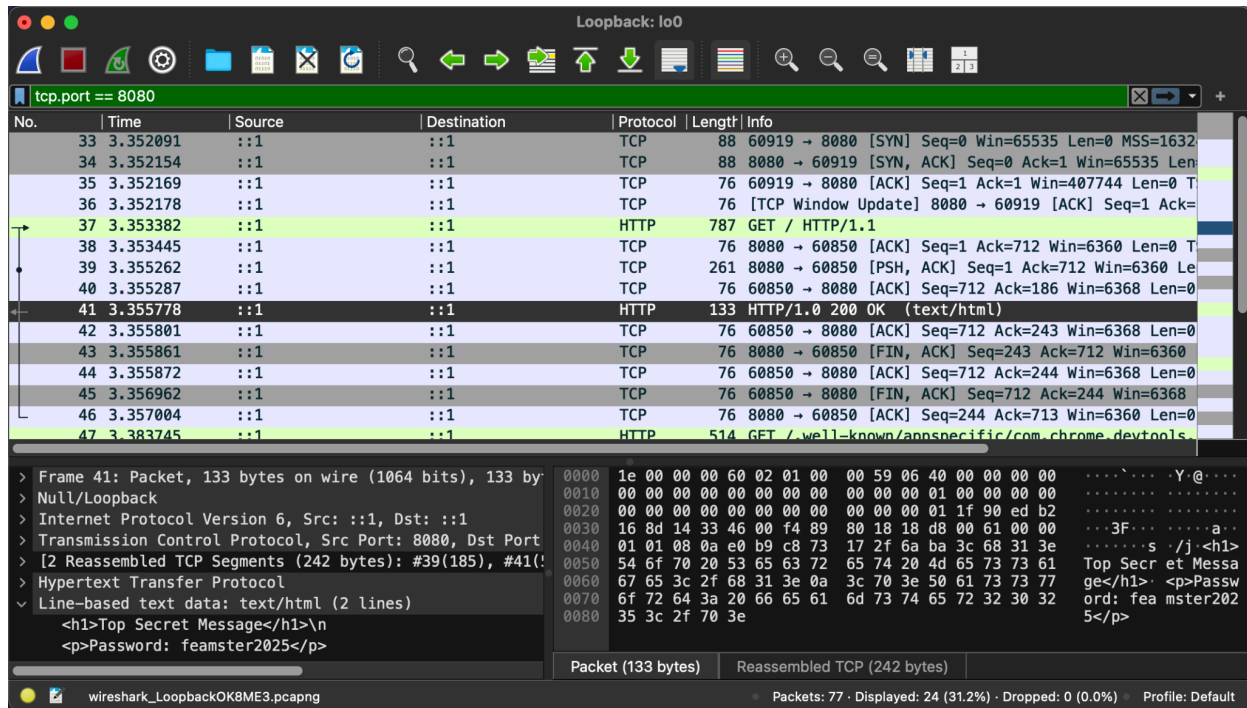 Loopback: lo0
tcp.port == 8080
No. Time Source Destination Protocol Length Info
33 3.352091 ::1 ::1 TCP 88 60919 → 8080 [SYN] Seq=0 Win=65535 Len=0 MSS=1632
34 3.352154 ::1 ::1 TCP 88 8080 → 60919 [SYN, ACK] Seq=0 Ack=1 Win=65535 Len
35 3.352169 ::1 ::1 TCP 76 60919 → 8080 [ACK] Seq=1 Ack=1 Win=407744 Len=0 T
36 3.352178 ::1 ::1 TCP 76 [TCP Window Update] 8080 → 60919 [ACK] Seq=1 Ack=
37 3.353382 ::1 ::1 HTTP 787 GET / HTTP/1.1
38 3.353445 ::1 ::1 TCP 76 8080 → 60850 [ACK] Seq=1 Ack=712 Win=6360 Len=0 T
39 3.355262 ::1 ::1 TCP 261 8080 → 60850 [PSH, ACK] Seq=1 Ack=712 Win=6360 Le
40 3.355287 ::1 ::1 TCP 76 60850 → 8080 [ACK] Seq=712 Ack=186 Win=6368 Len=0
41 3.355778 ::1 ::1 HTTP 133 HTTP/1.0 200 OK (text/html)
42 3.355801 ::1 ::1 TCP 76 60850 → 8080 [ACK] Seq=712 Ack=243 Win=6368 Len=0
43 3.355861 ::1 ::1 TCP 76 8080 → 60850 [FIN, ACK] Seq=243 Ack=712 Win=6360
44 3.355872 ::1 ::1 TCP 76 60850 → 8080 [ACK] Seq=712 Ack=244 Win=6368 Len=0
45 3.356962 ::1 ::1 TCP 76 60850 → 8080 [FIN, ACK] Seq=712 Ack=244 Win=6368
46 3.357004 ::1 ::1 TCP 76 8080 → 60850 [ACK] Seq=244 Ack=713 Win=6360 Len=0
47 3.383745 ::1 ::1 HTTP 514 GET /.well-known/appspecific/com.chrome.devtools.
> Frame 41: Packet, 133 bytes on wire (1064 bits), 133 by
> Null/Loopback
> Internet Protocol Version 6, Src: ::1, Dst: ::1
> Transmission Control Protocol, Src Port: 8080, Dst Port
> [2 Reassembled TCP Segments (242 bytes): #39(185), #41(5
> Hypertext Transfer Protocol
Line-based text data: text/html (2 lines)
<h1>Top Secret Message</h1>\n
<p>Password: feamster2025</p>
0000 1e 00 00 00 60 02 01 00 00 59 06 40 00 00 00 00 ····`··· ·Y·@····
0010 00 00 00 00 00 00 00 00 00 00 00 01 00 00 00 00 ········ ········
0020 00 00 00 00 00 00 00 00 00 00 00 01 1f 90 ed b2 ········ ········
0030 16 8d 14 33 46 00 f4 89 80 18 18 d8 00 61 00 00 ···3F··· ·····a··
0040 01 01 08 0a e0 b9 c8 73 17 2f 6a ba 3c 68 31 3e ·······s ·/j·<h1>
0050 54 6f 70 20 53 65 63 72 65 74 20 4d 65 73 73 61 Top Secr et Messa
0060 67 65 3c 2f 68 31 3e 0a 3c 70 3e 50 61 73 73 77 ge</h1>· <p>Passw
0070 6f 72 64 3a 20 66 65 61 6d 73 74 65 72 32 30 32 ord: fea mster202
0080 35 3c 2f 70 3e 5</p>
Packet (133 bytes) Reassembled TCP (242 bytes)
wireshark_LoopbackOK8ME3.pcapng Packets: 77 · Displayed: 24 (31.2%) · Dropped: 0 (0.0%) Profile: Default